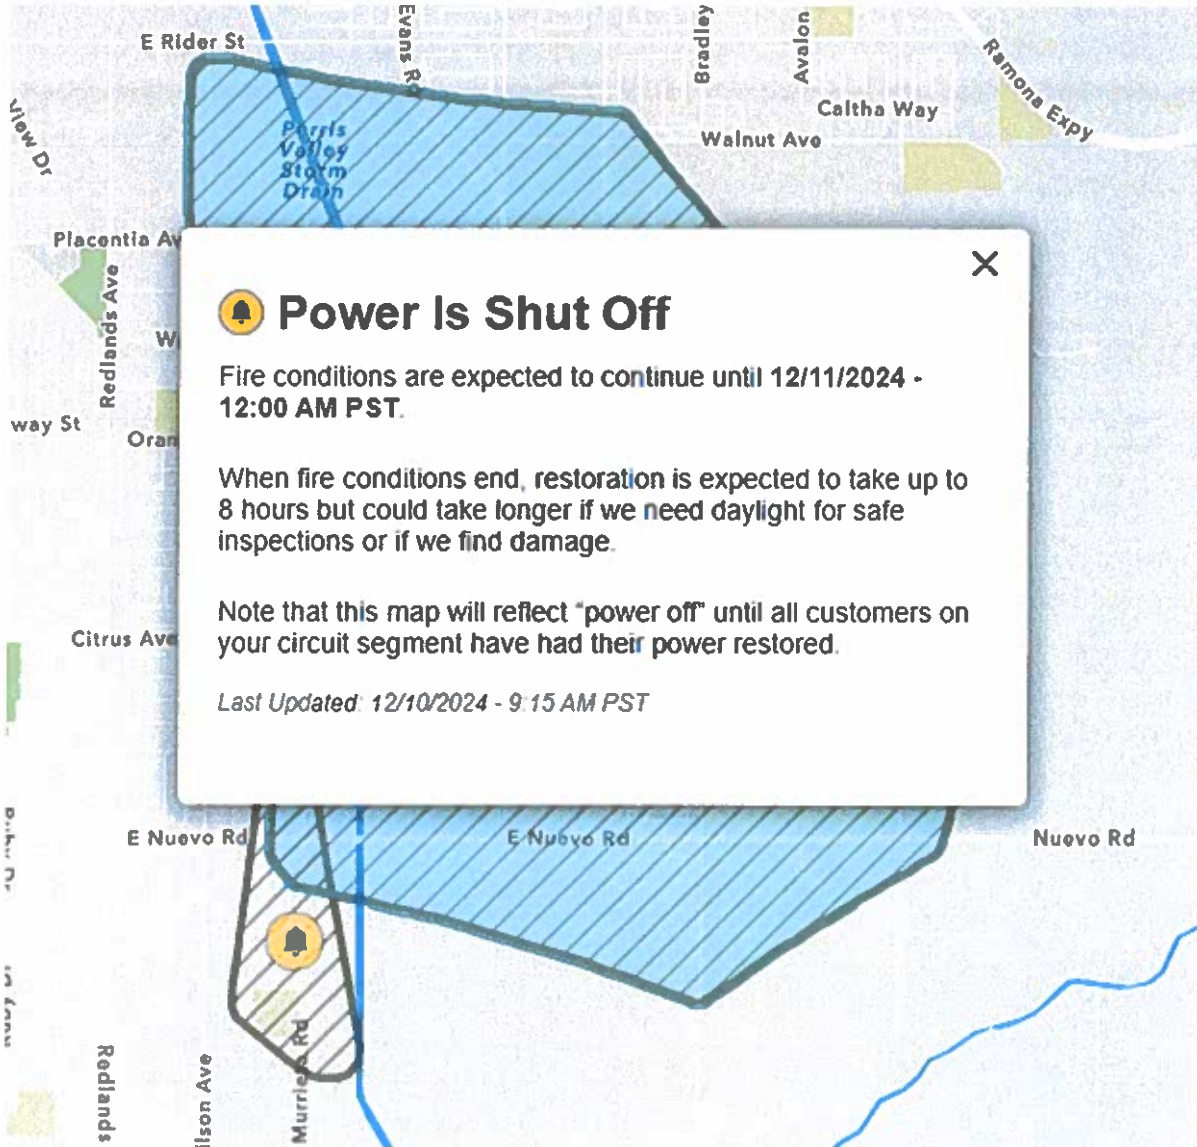 E Rider St
Evans Rd
Bradley
Avalon
Ramona Expy
Caltha Way
Walnut Ave
View Dr
Perris
Valley
Storm
Drain
Placentia Av
Redlands Ave
W
way St
Oran
Citrus Ave
Power Is Shut Off
Fire conditions are expected to continue until 12/11/2024 -
12:00 AM PST.
When fire conditions end, restoration is expected to take up to
8 hours but could take longer if we need daylight for safe
inspections or if we find damage.
Note that this map will reflect "power off" until all customers on
your circuit segment have had their power restored.
Last Updated: 12/10/2024 - 9:15 AM PST
E Nuevo Rd
E Nuevo Rd
Nuevo Rd
Redlands
ilson Ave
Murrieta Rd